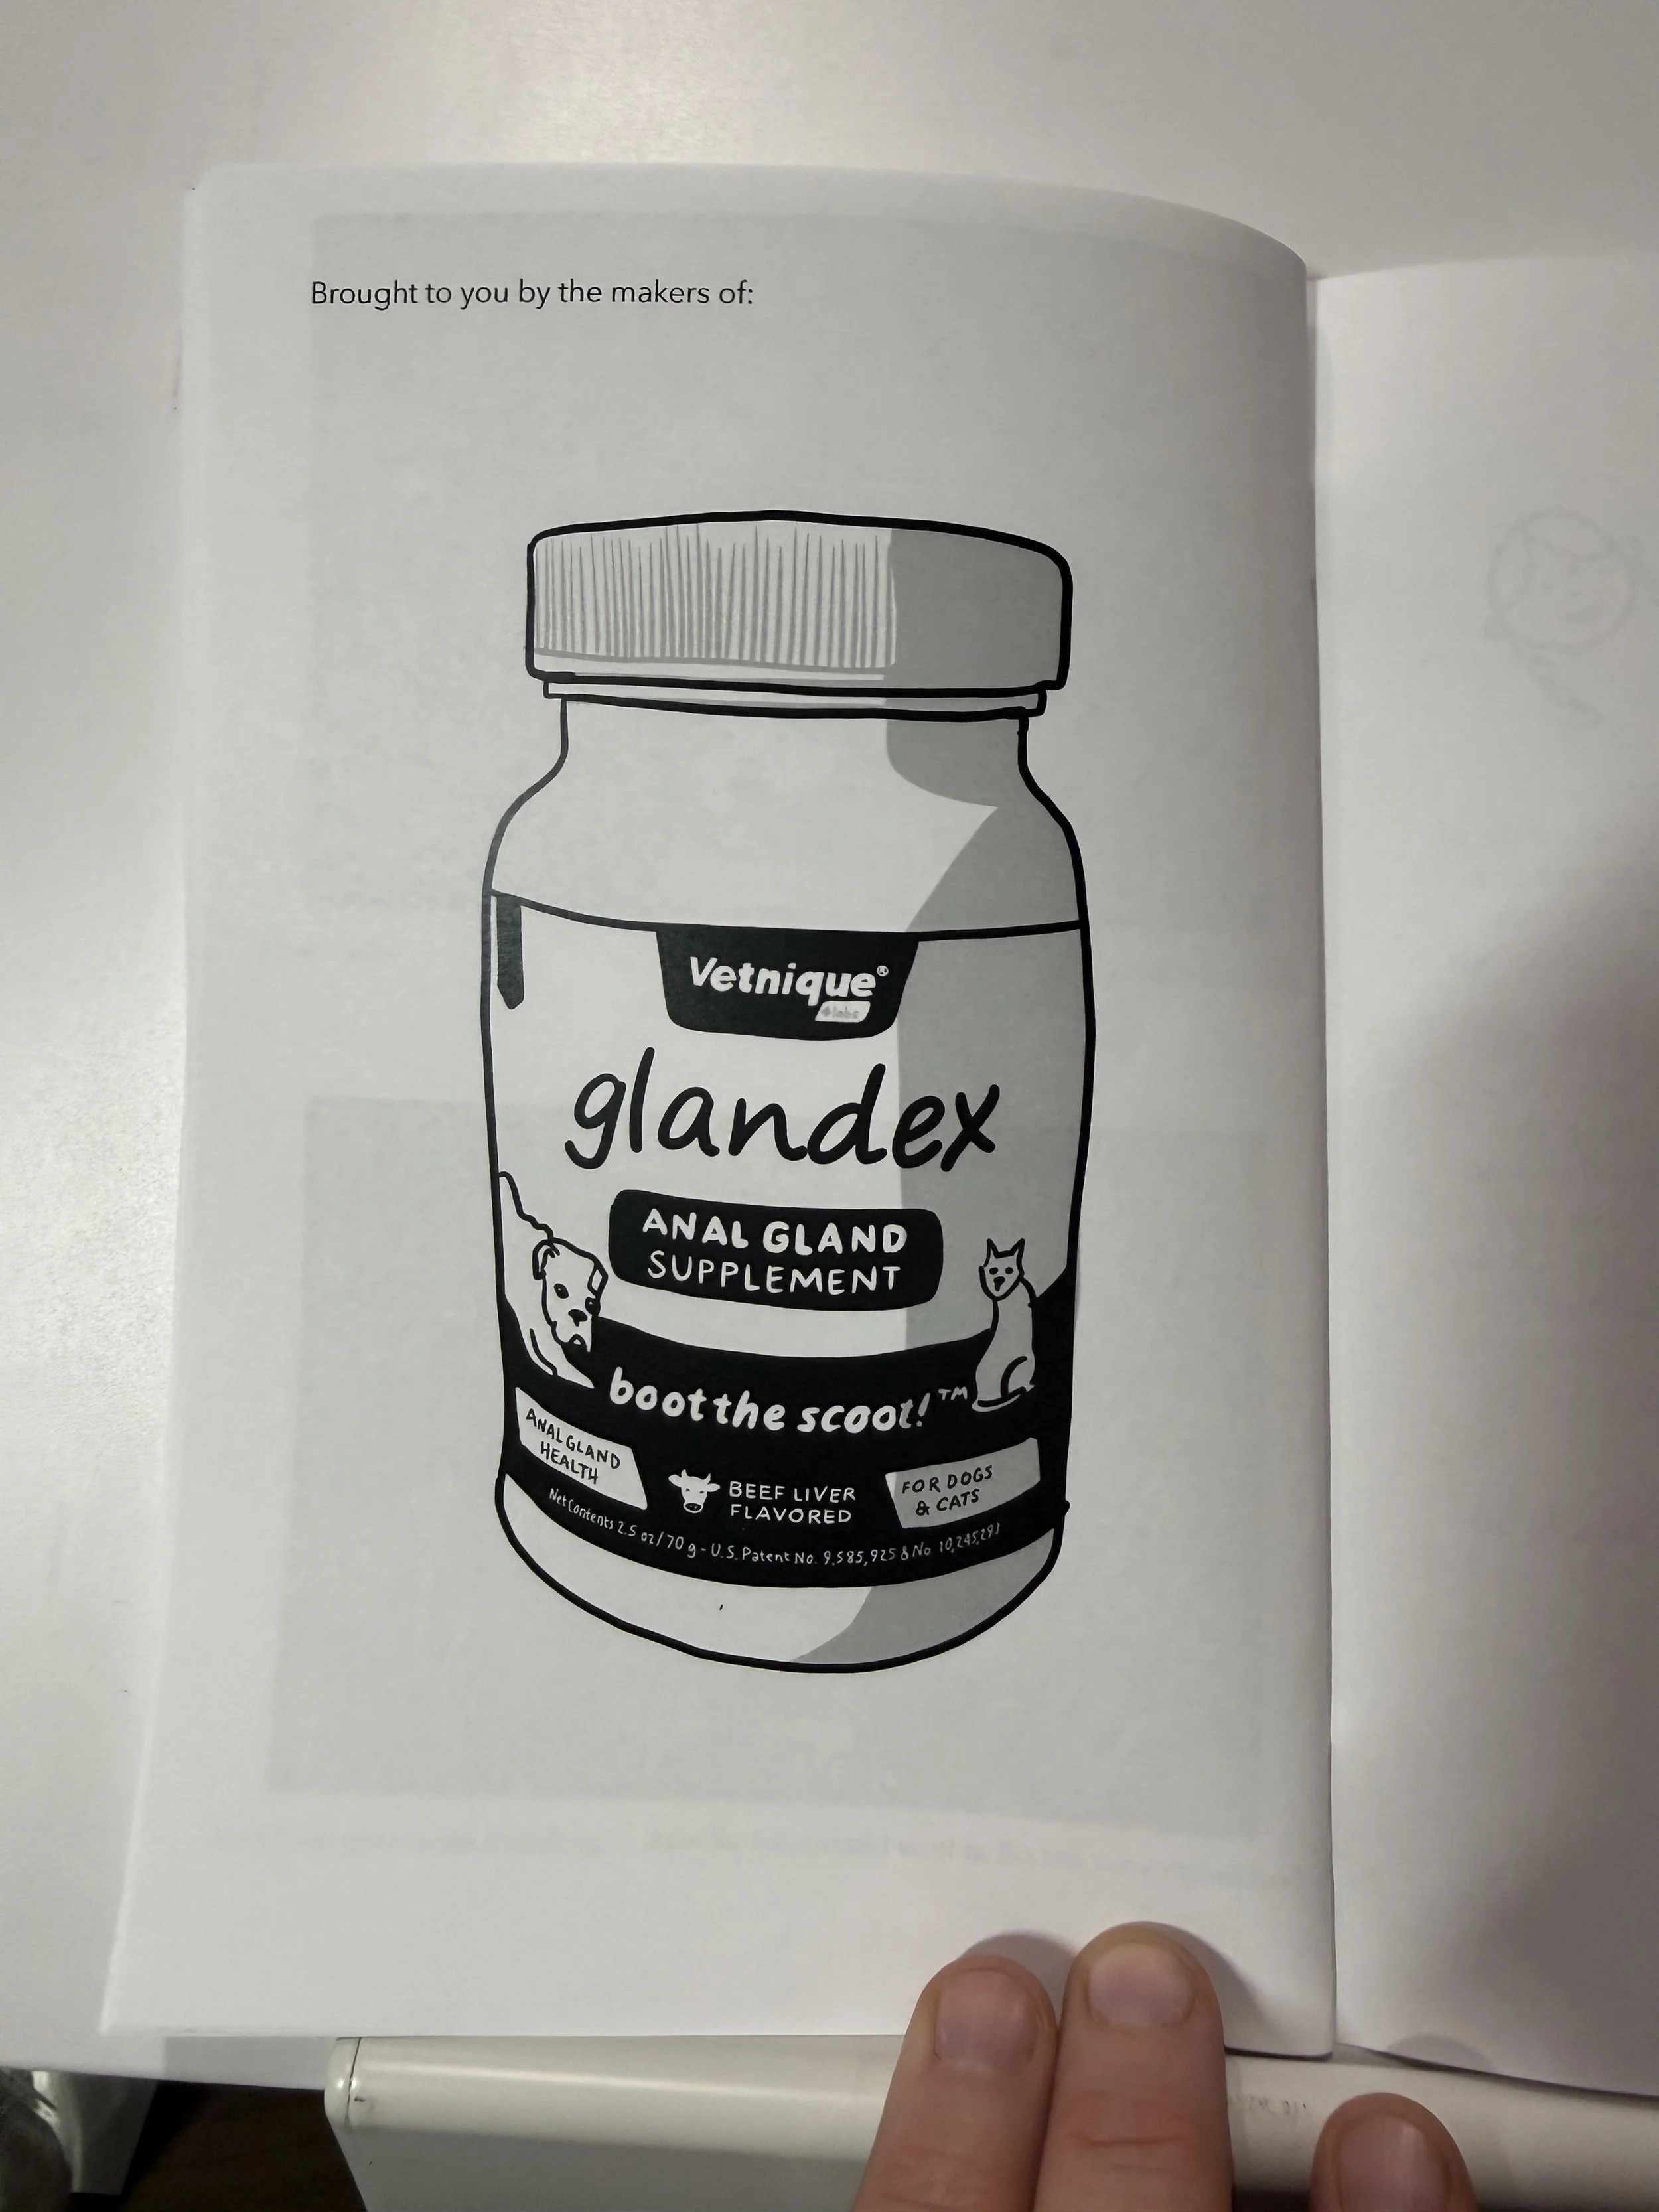 Brought to you by the makers of:
Vetnique®
labs
glandex
ANAL GLAND
SUPPLEMENT
boot the scoot!™
ANAL GLAND
HEALTH
BEEF LIVER
FLAVORED
FOR DOGS
& CATS
Net Contents 2.5 oz/70 g - U.S. Patent No. 9,585,925 & No 10,245,293